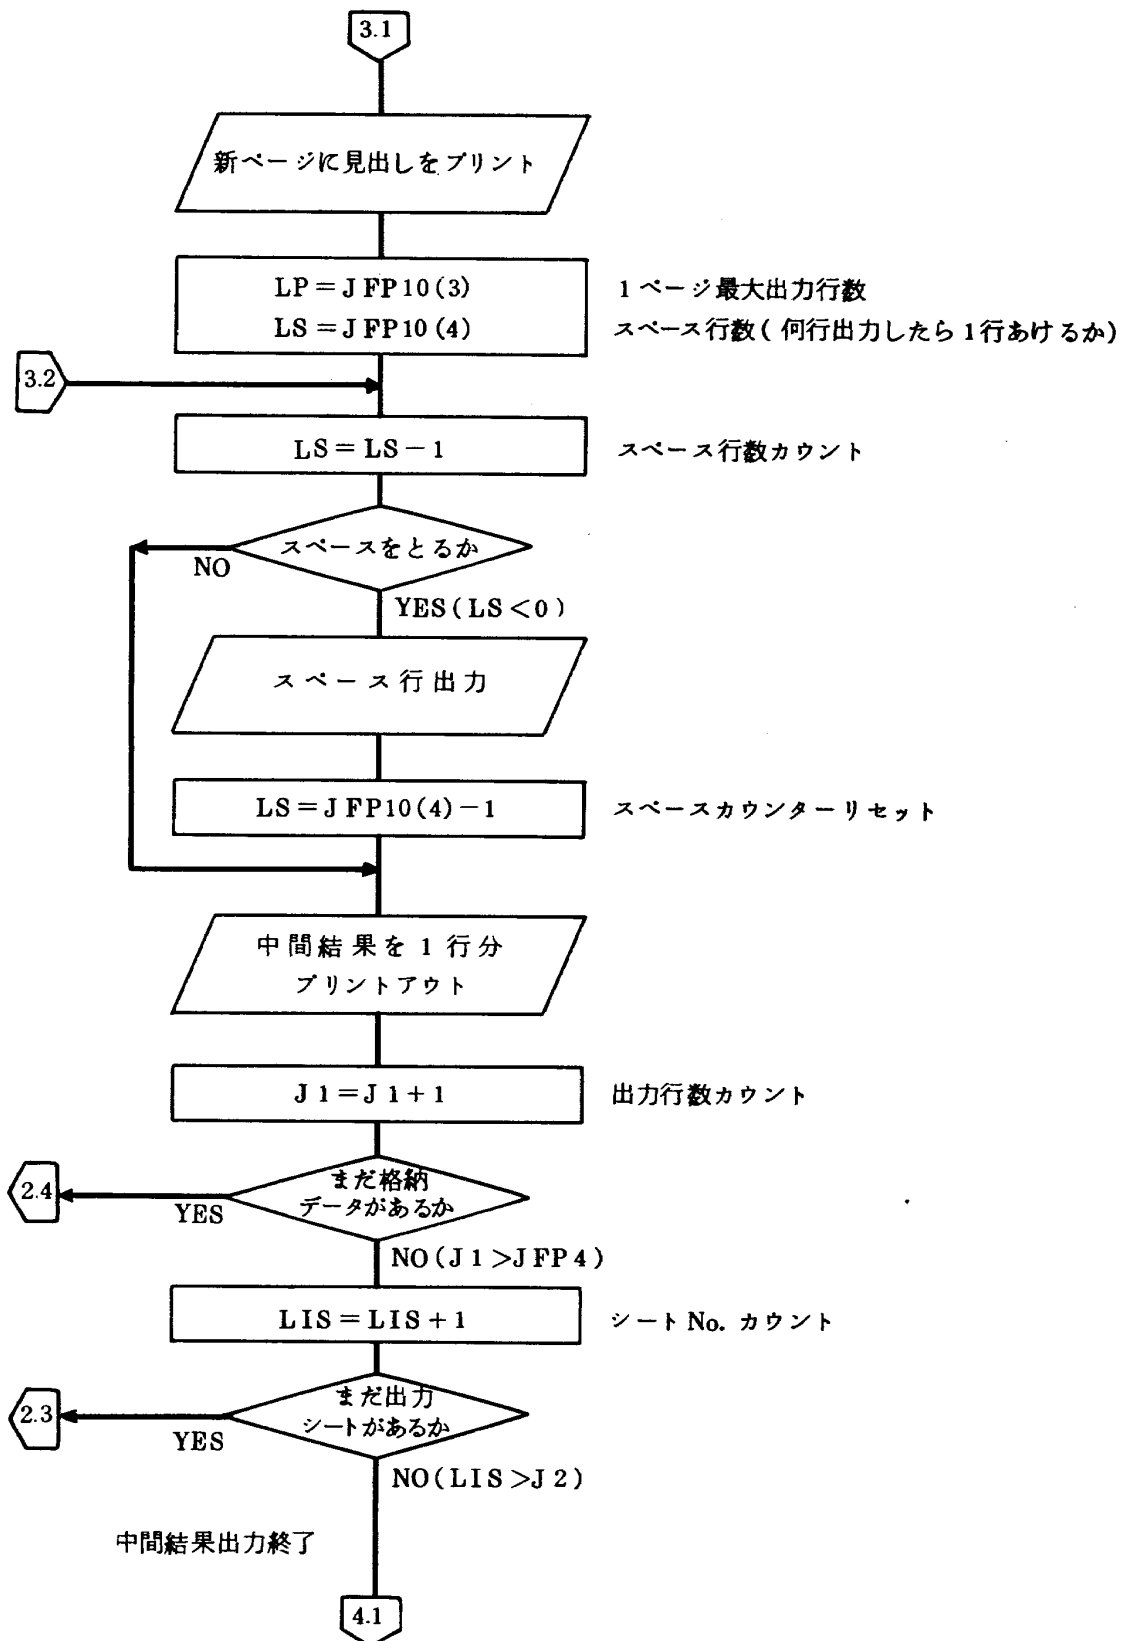 3.1
新ページに見出しをプリント
LP=JFP10(3)
1ページ最大出力行数
LS=JFP10(4)
スペース行数(何行出力したら1行あけるか)
3.2
LS=LS-1
スペース行数カウント
スペースをとるか
NO
YES(LS<0)
スペース行出力
LS=JFP10(4)-1
スペースカウンターリセット
中間結果を1行分
プリントアウト
J1=J1+1
出力行数カウント
まだ格納
データがあるか
2.4
YES
NO(J1>JFP4)
LIS=LIS+1
シートNo.カウント
まだ出力
シートがあるか
2.3
YES
NO(LIS>J2)
中間結果出力終了
4.1